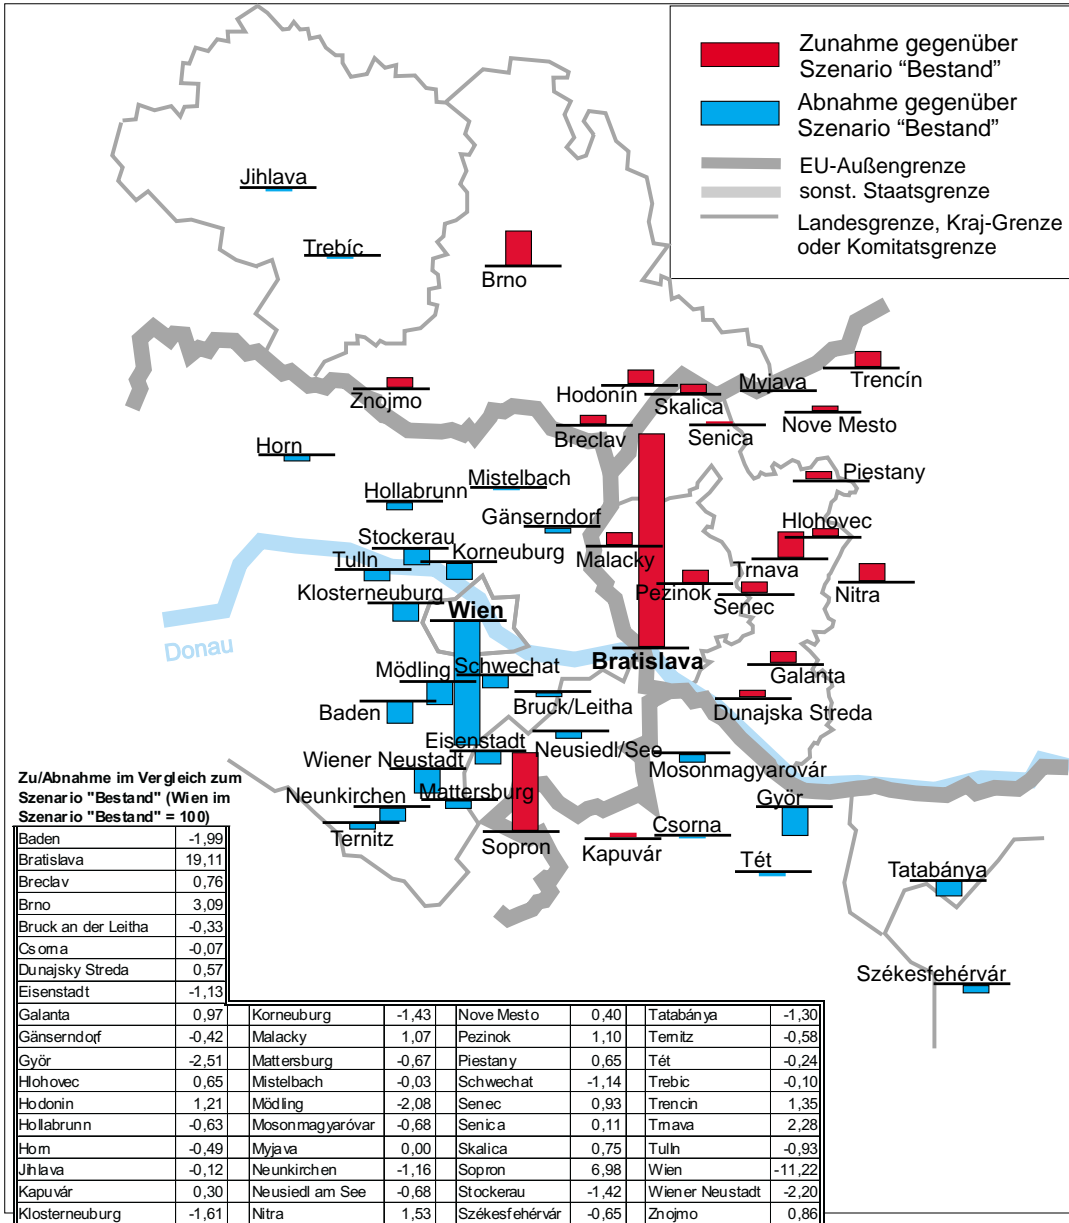 Zunahme gegenüber
Szenario “Bestand”
Abnahme gegenüber
Szenario “Bestand”
EU-Außengrenze
sonst. Staatsgrenze
Landesgrenze, Kraj-Grenze
oder Komitatsgrenze
Jihlava
Trebíc
Brno
Znojmo
Hodonín
Skalica
Myjava
Trencín
Breclav
Senica
Nove Mesto
Horn
Mistelbach
Piestany
Hollabrunn
Gänserndorf
Hlohovec
Stockerau
Korneuburg
Malacky
Trnava
Tulln
Pezinok
Senec
Nitra
Klosterneuburg
Wien
Donau
Bratislava
Mödling
Schwechat
Galanta
Baden
Bruck/Leitha
Dunajska Streda
Eisenstadt
Neusiedl/See
Wiener Neustadt
Mosonmagyarovár
Mattersburg
Neunkirchen
Györ
Ternitz
Sopron
Kapuvár
Csorna
Tét
Tatabánya
Székesfehérvár
Zu/Abnahme im Vergleich zum
Szenario "Bestand" (Wien im
Szenario "Bestand" = 100)
Baden -1,99
Bratislava 19,11
Breclav 0,76
Brno 3,09
Bruck an der Leitha -0,33
Csorna -0,07
Dunajsky Streda 0,57
Eisenstadt -1,13
Galanta 0,97 Korneuburg -1,43 Nove Mesto 0,40 Tatabánya -1,30
Gänserndorf -0,42 Malacky 1,07 Pezinok 1,10 Ternitz -0,58
Györ -2,51 Mattersburg -0,67 Piestany 0,65 Tét -0,24
Hlohovec 0,65 Mistelbach -0,03 Schwechat -1,14 Trebic -0,10
Hodonin 1,21 Mödling -2,08 Senec 0,93 Trencin 1,35
Hollabrunn -0,63 Mosonmagyaróvar -0,68 Senica 0,11 Trnava 2,28
Horn -0,49 Myjava 0,00 Skalica 0,75 Tulln -0,93
Jihlava -0,12 Neunkirchen -1,16 Sopron 6,98 Wien -11,22
Kapuvár 0,30 Neusiedl am See -0,68 Stockerau -1,42 Wiener Neustadt -2,20
Klosterneuburg -1,61 Nitra 1,53 Székesfehérvár -0,65 Znojmo 0,86